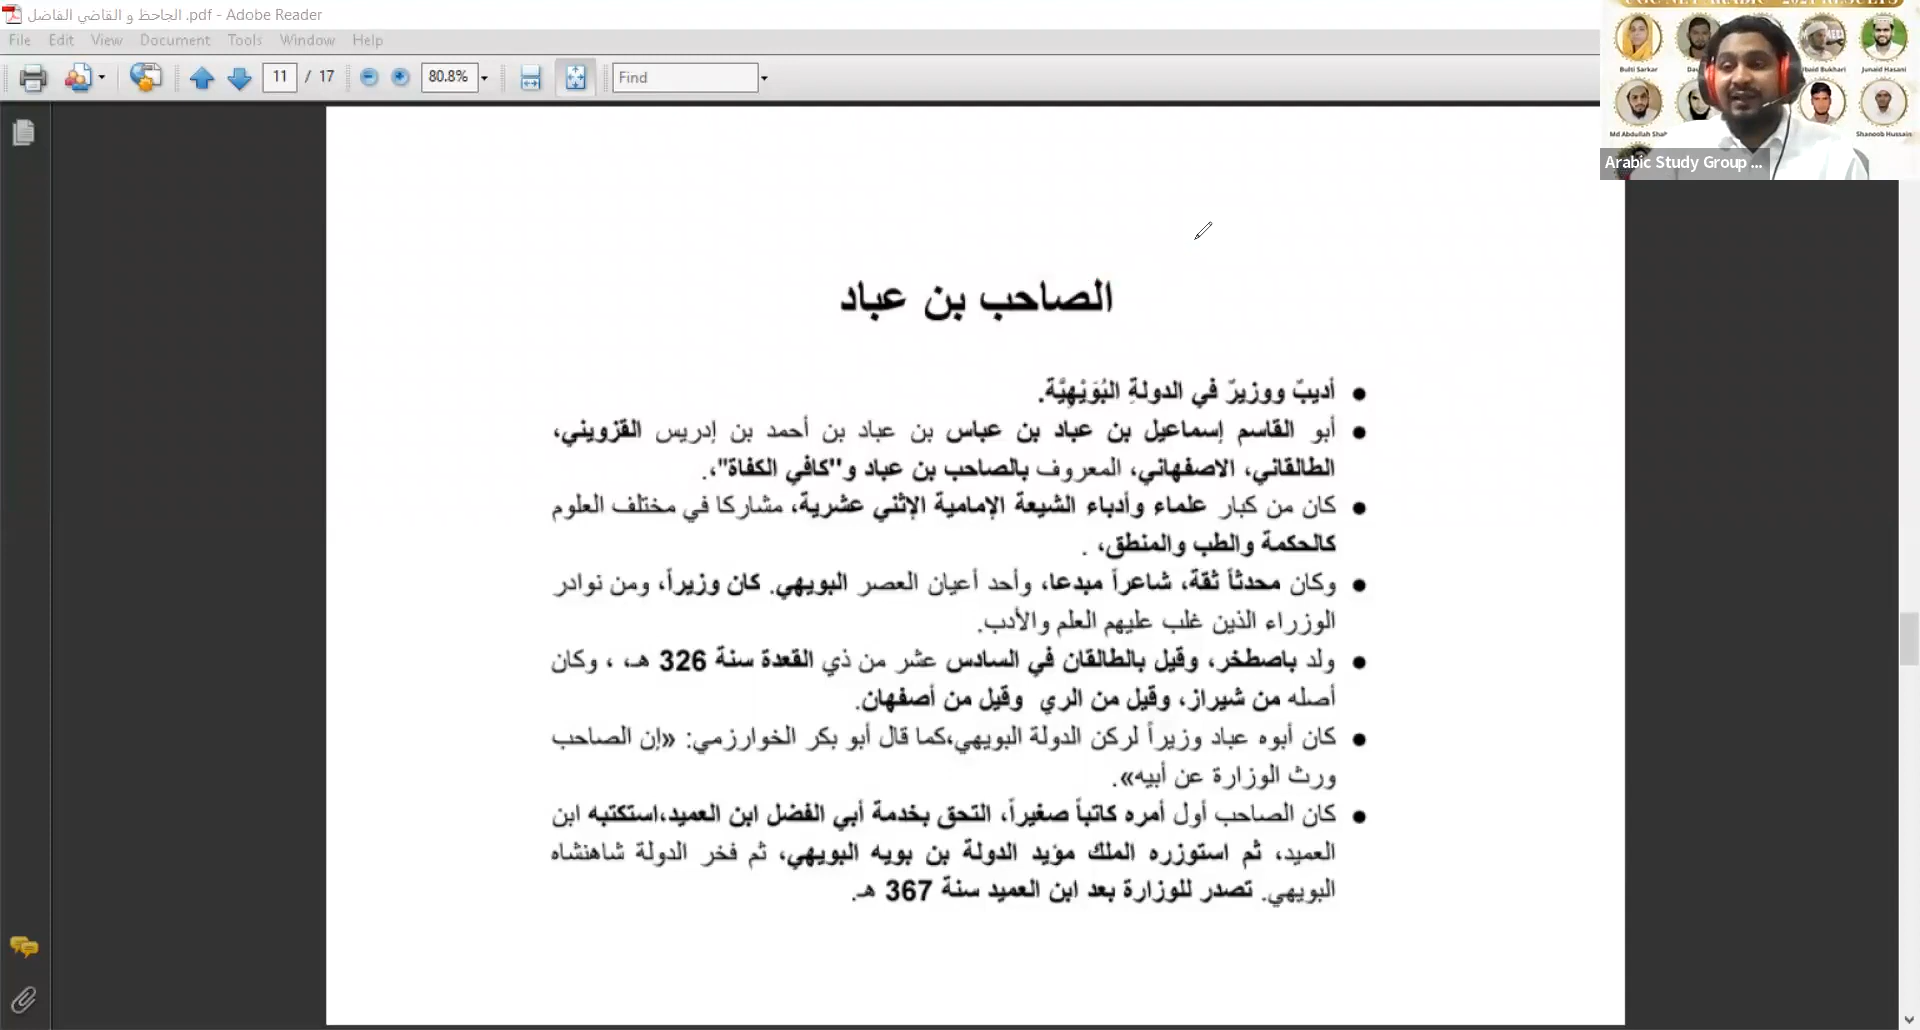 الجاحظ و القاضي الفاضل .pdf - Adobe Reader
File Edit View Document Tools Window Help
11 / 17 80.8% Find
Bulti Sarkar Junaid Hasani
Md Abdullah Shanoob Hussain
Arabic Study Group ...
الصاحب بن عباد
• أديبٌ ووزيرٌ في الدولةِ البُوَيْهِيَّة.
• أبو القاسم إسماعيل بن عباد بن عباس بن عباد بن أحمد بن إدريس القزويني،
الطالقاني، الاصفهاني، المعروف بالصاحب بن عباد و"كافي الكفاة"،.
• كان من كبار علماء وأدباء الشيعة الإمامية الإثني عشرية، مشاركا في مختلف العلوم
كالحكمة والطب والمنطق، .
• وكان محدثاً ثقة، شاعراً مبدعا، وأحد أعيان العصر البويهي. كان وزيراً، ومن نوادر
الوزراء الذين غلب عليهم العلم والأدب.
• ولد باصطخر، وقيل بالطالقان في السادس عشر من ذي القعدة سنة 326 هـ، ، وكان
أصله من شيراز، وقيل من الري وقيل من أصفهان.
• كان أبوه عباد وزيراً لركن الدولة البويهي،كما قال أبو بكر الخوارزمي: «إن الصاحب
ورث الوزارة عن أبيه».
• كان الصاحب أول أمره كاتباً صغيراً، التحق بخدمة أبي الفضل ابن العميد،استكتبه ابن
العميد، ثم استوزره الملك مؤيد الدولة بن بويه البويهي، ثم فخر الدولة شاهنشاه
البويهي. تصدر للوزارة بعد ابن العميد سنة 367 هـ.